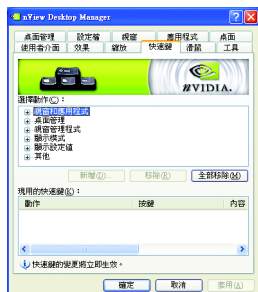 nView Desktop Manager
桌面管理 設定檔 視窗 應用程式 桌面
使用者介面 效果 縮放 快速鍵 滑鼠 工具
NVIDIA.
選擇動作(C)：
視窗和應用程式
桌面管理
視窗管理程式
顯示模式
顯示設定值
其他
新增(D)... 移除(R) 全部移除(M)
現用的快速鍵(K)：
動作 按鍵 內容
快速鍵的變更將立即生效。
確定 取消 套用(A)